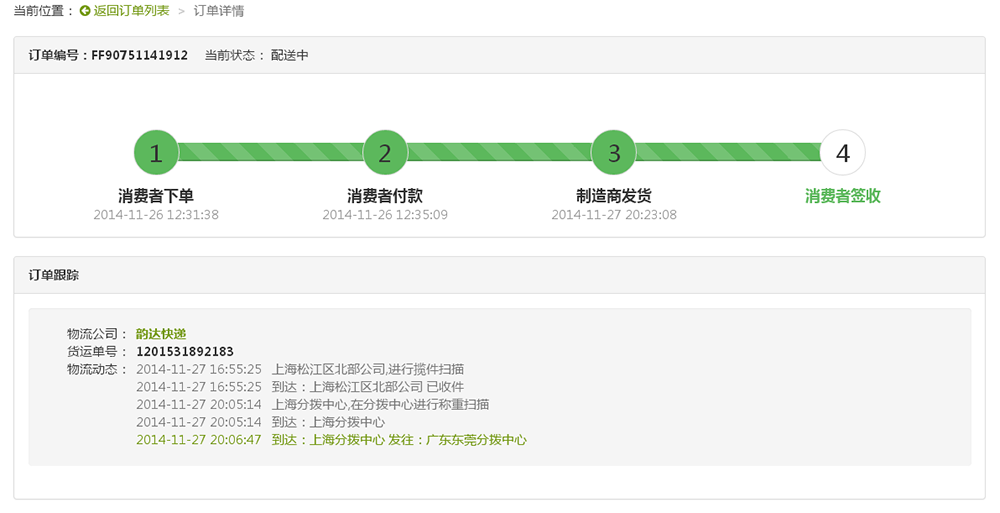 当前位置： 返回订单列表 > 订单详情
订单编号：FF90751141912 当前状态： 配送中
1 2 3 4
消费者下单 消费者付款 制造商发货 消费者签收
2014-11-26 12:31:38 2014-11-26 12:35:09 2014-11-27 20:23:08
订单跟踪
物流公司： 韵达快递
货运单号： 1201531892183
物流动态： 2014-11-27 16:55:25 上海松江区北部公司,进行揽件扫描
2014-11-27 16:55:25 到达：上海松江区北部公司 已收件
2014-11-27 20:05:14 上海分拨中心,在分拨中心进行称重扫描
2014-11-27 20:05:14 到达：上海分拨中心
2014-11-27 20:06:47 到达：上海分拨中心 发往：广东东莞分拨中心